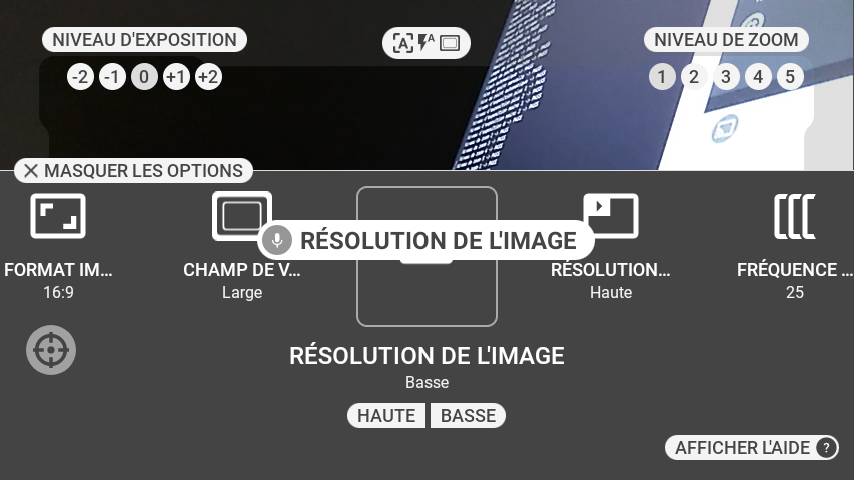 NIVEAU D'EXPOSITION
-2 -1 0 +1 +2
A A
NIVEAU DE ZOOM
1 2 3 4 5
MASQUER LES OPTIONS
FORMAT IM...
16:9
CHAMP DE V...
Large
RÉSOLUTION DE L'IMAGE
RÉSOLUTION...
Haute
FRÉQUENCE ...
25
RÉSOLUTION DE L'IMAGE
Basse
HAUTE BASSE
AFFICHER L'AIDE ?